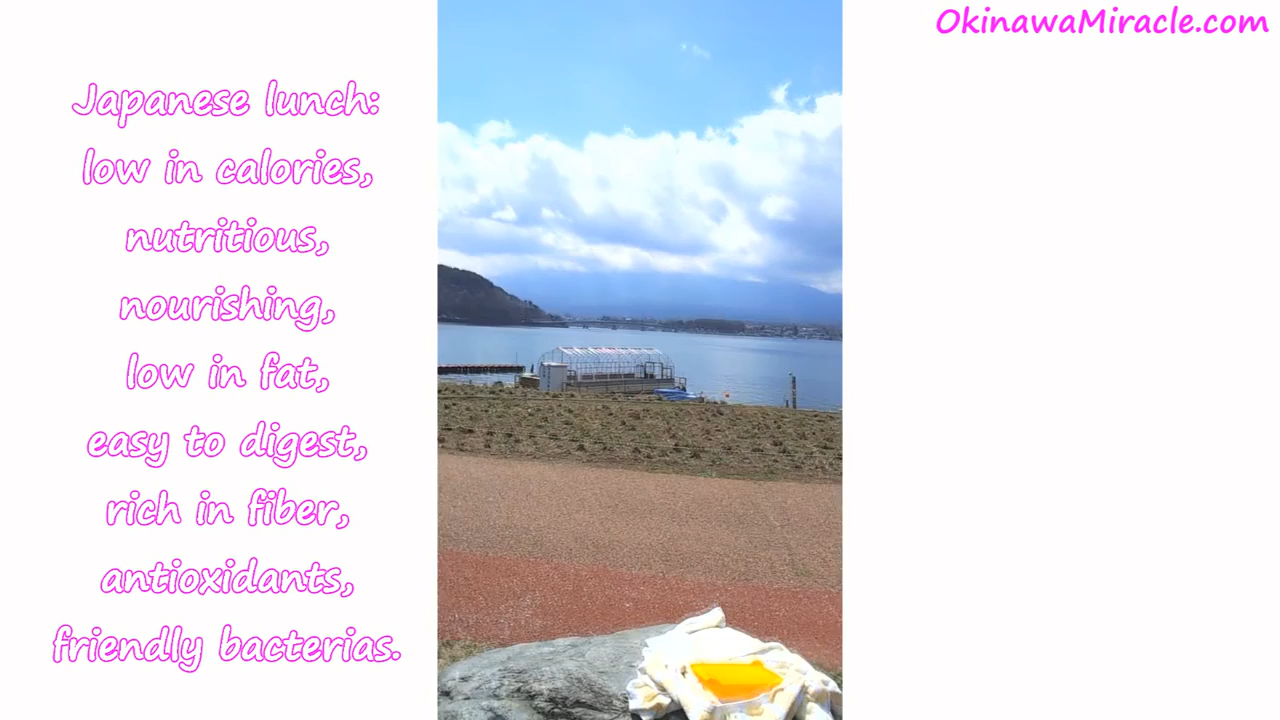 OkinawaMiracle.com
Japanese lunch:
low in calories,
nutritious,
nourishing,
low in fat,
easy to digest,
rich in fiber,
antioxidants,
friendly bacterias.